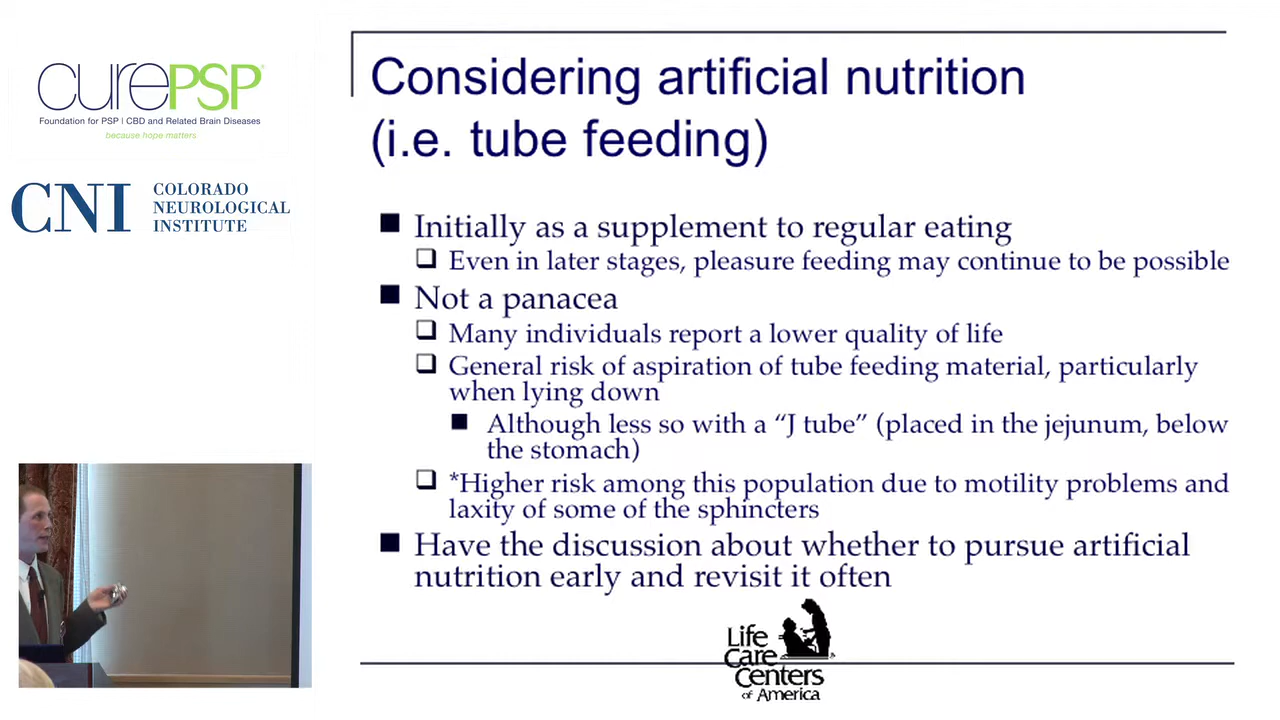 curePSP
Foundation for PSP | CBD and Related Brain Diseases
because hope matters
CNI
COLORADO
NEUROLOGICAL
INSTITUTE
Considering artificial nutrition
(i.e. tube feeding)
Initially as a supplement to regular eating
Even in later stages, pleasure feeding may continue to be possible
Not a panacea
Many individuals report a lower quality of life
General risk of aspiration of tube feeding material, particularly
when lying down
Although less so with a “J tube” (placed in the jejunum, below
the stomach)
*Higher risk among this population due to motility problems and
laxity of some of the sphincters
Have the discussion about whether to pursue artificial
nutrition early and revisit it often
Life
Care
Centers
of America